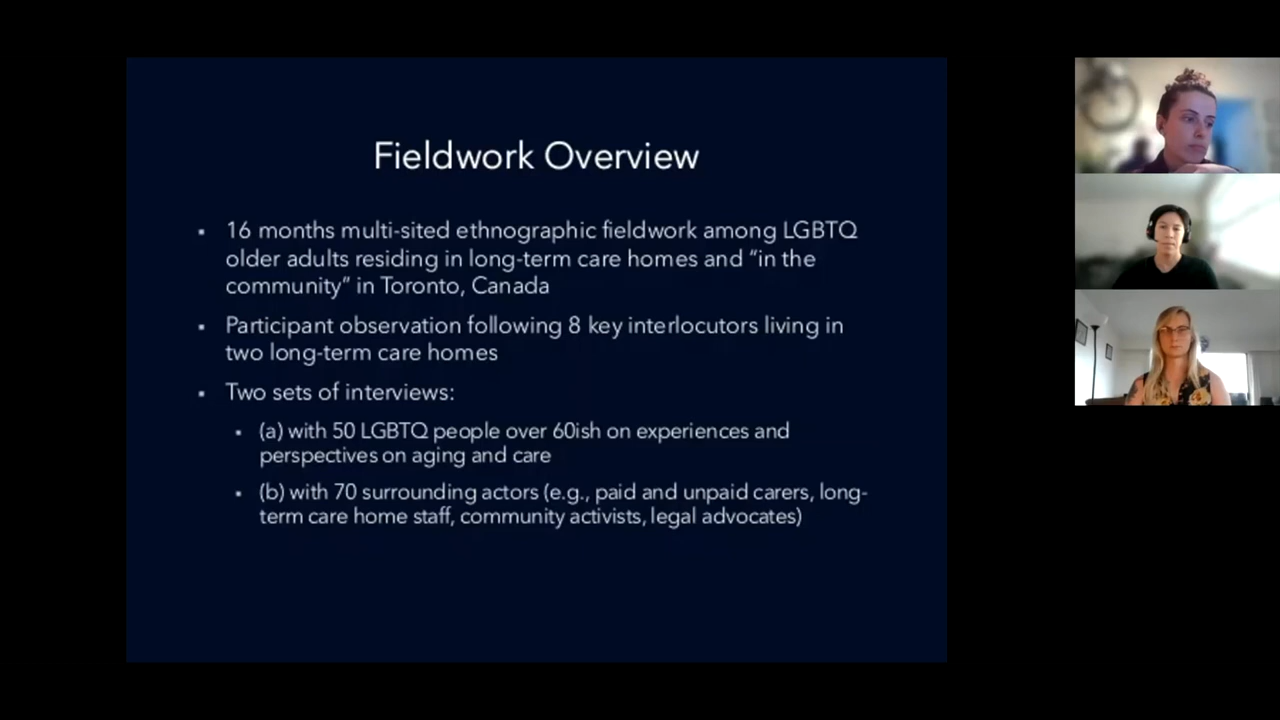 Fieldwork Overview
▪ 16 months multi-sited ethnographic fieldwork among LGBTQ
older adults residing in long-term care homes and “in the
community” in Toronto, Canada
▪ Participant observation following 8 key interlocutors living in
two long-term care homes
▪ Two sets of interviews:
▪ (a) with 50 LGBTQ people over 60ish on experiences and
perspectives on aging and care
▪ (b) with 70 surrounding actors (e.g., paid and unpaid carers, long-
term care home staff, community activists, legal advocates)